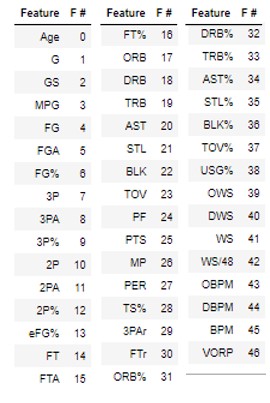 Feature F #
Age 0
G 1
GS 2
MPG 3
FG 4
FGA 5
FG% 6
3P 7
3PA 8
3P% 9
2P 10
2PA 11
2P% 12
eFG% 13
FT 14
FTA 15
Feature F #
FT% 16
ORB 17
DRB 18
TRB 19
AST 20
STL 21
BLK 22
TOV 23
PF 24
PTS 25
MP 26
PER 27
TS% 28
3PAr 29
FTr 30
ORB% 31
Feature F #
DRB% 32
TRB% 33
AST% 34
STL% 35
BLK% 36
TOV% 37
USG% 38
OWS 39
DWS 40
WS 41
WS/48 42
OBPM 43
DBPM 44
BPM 45
VORP 46